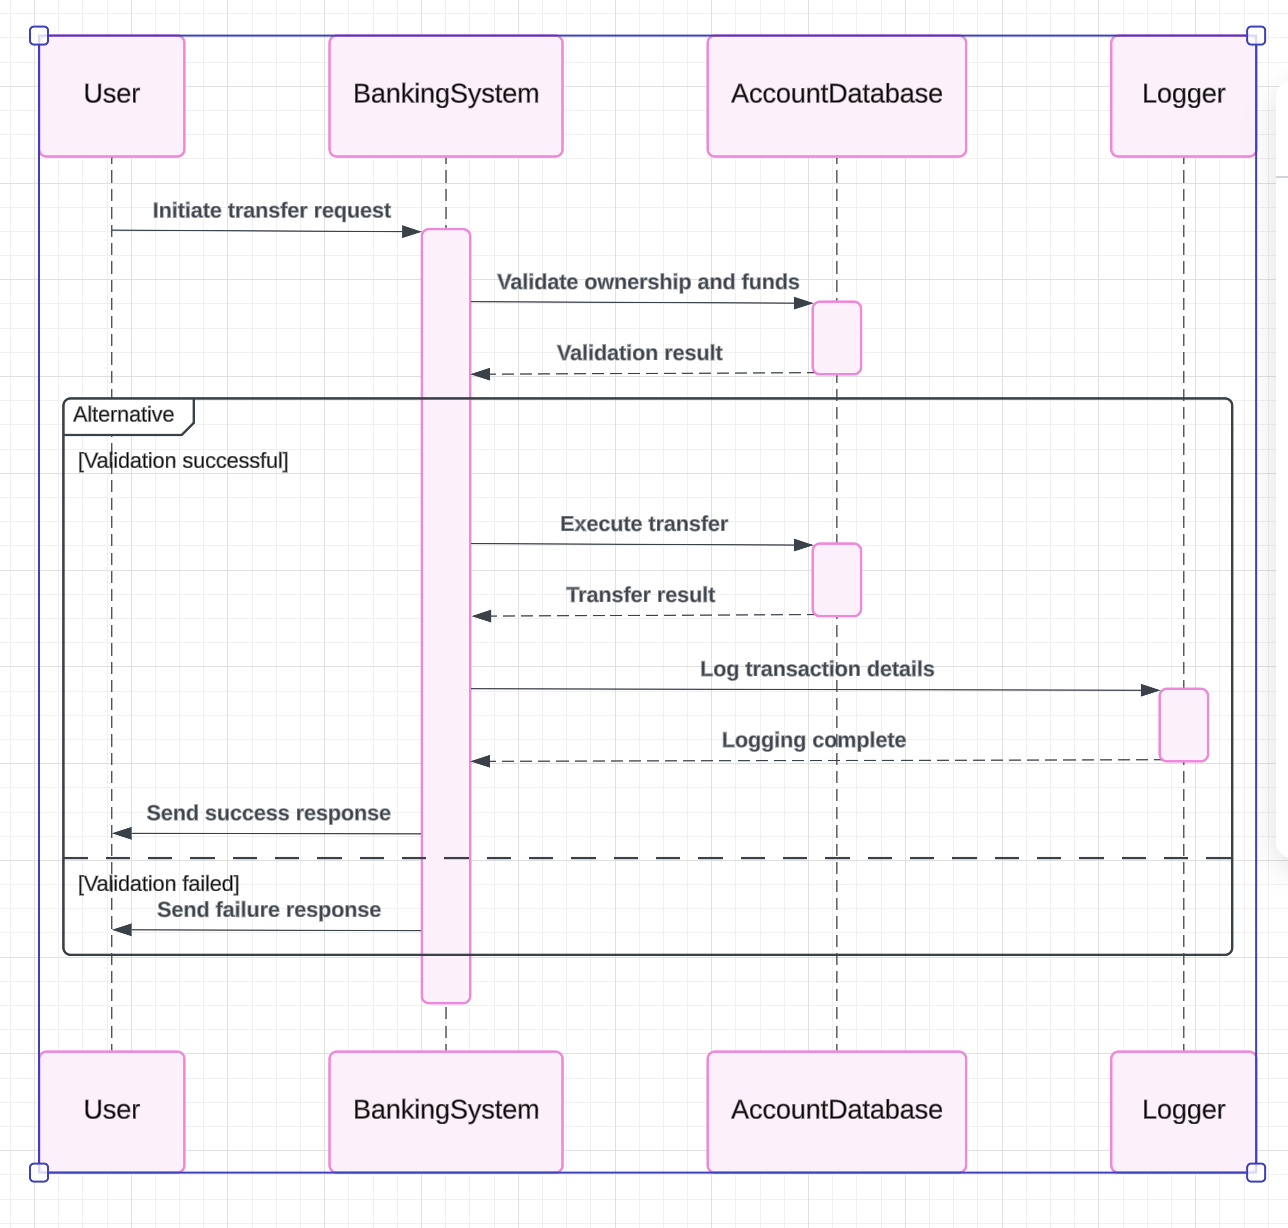 User
BankingSystem
AccountDatabase
Logger
Initiate transfer request
Validate ownership and funds
Validation result
Alternative
[Validation successful]
Execute transfer
Transfer result
Log transaction details
Logging complete
Send success response
[Validation failed]
Send failure response
User
BankingSystem
AccountDatabase
Logger